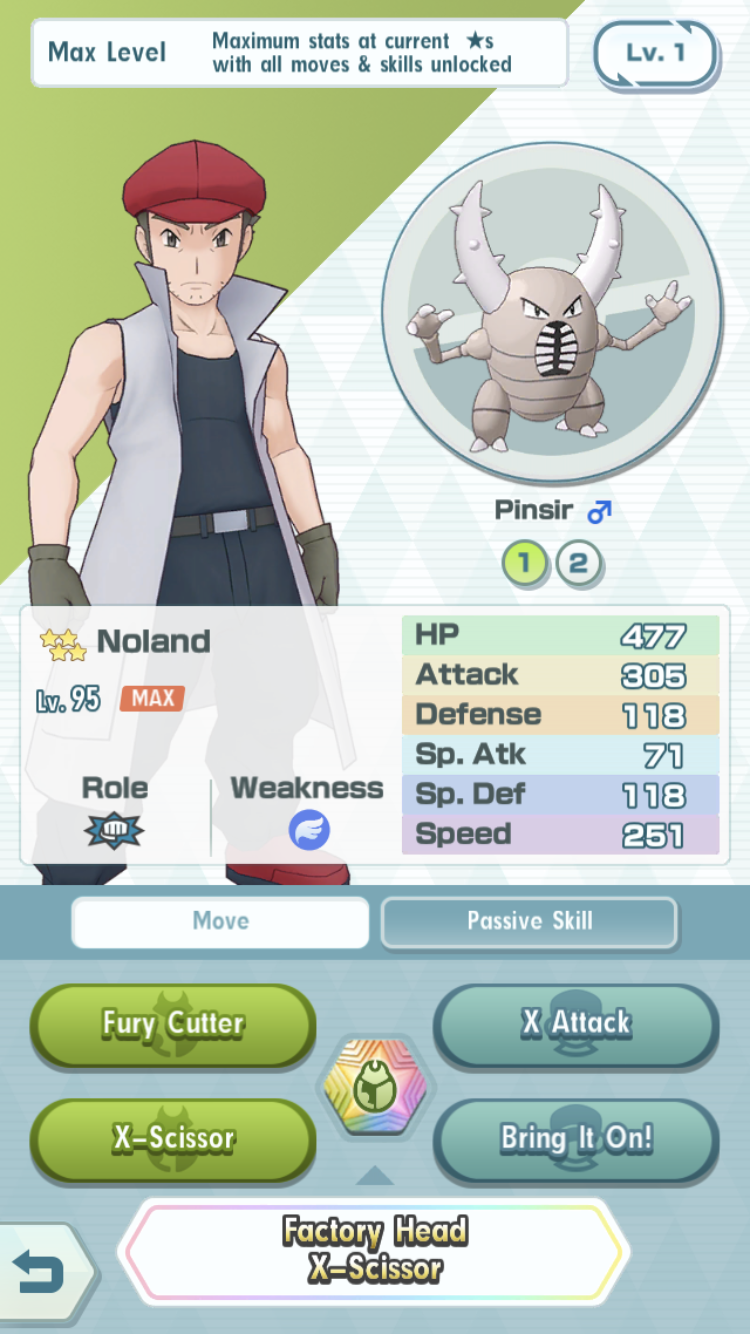 Max Level
Maximum stats at current ★s
with all moves & skills unlocked
Lv. 1
Pinsir ♂
1 2
Noland
Lv. 95 MAX
Role
Weakness
HP 477
Attack 305
Defense 118
Sp. Atk 71
Sp. Def 118
Speed 251
Move
Passive Skill
Fury Cutter
X Attack
X-Scissor
Bring It On!
Factory Head
X-Scissor